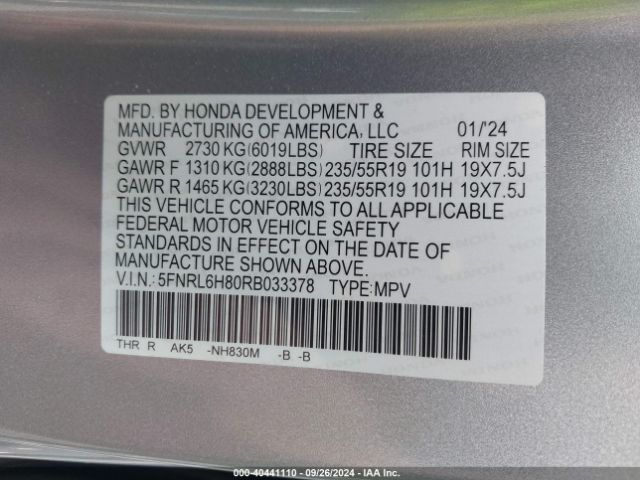 MFD. BY HONDA DEVELOPMENT &
MANUFACTURING OF AMERICA, LLC 01/'24
GVWR 2730 KG(6019LBS) TIRE SIZE RIM SIZE
GAWR F 1310 KG(2888LBS) 235/55R19 101H 19X7.5J
GAWR R 1465 KG(3230LBS) 235/55R19 101H 19X7.5J
THIS VEHICLE CONFORMS TO ALL APPLICABLE
FEDERAL MOTOR VEHICLE SAFETY
STANDARDS IN EFFECT ON THE DATE OF
MANUFACTURE SHOWN ABOVE.
V.I.N.: 5FNRL6H80RB033378 TYPE: MPV
THR R AK5 -NH830M -B -B
000-40441110 - 09/26/2024 - IAA Inc.